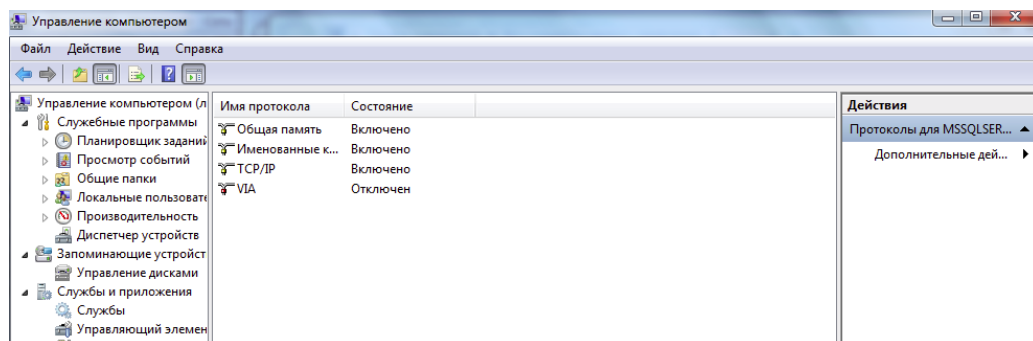 Управление компьютером
Файл Действие Вид Справка
Управление компьютером (л
Служебные программы
Планировщик заданий
Просмотр событий
Общие папки
Локальные пользовате
Производительность
Диспетчер устройств
Запоминающие устройст
Управление дисками
Службы и приложения
Службы
Управляющий элемен
Имя протокола Состояние
Общая память Включено
Именованные к... Включено
TCP/IP Включено
VIA Отключен
Действия
Протоколы для MSSQLSER...
Дополнительные дей...